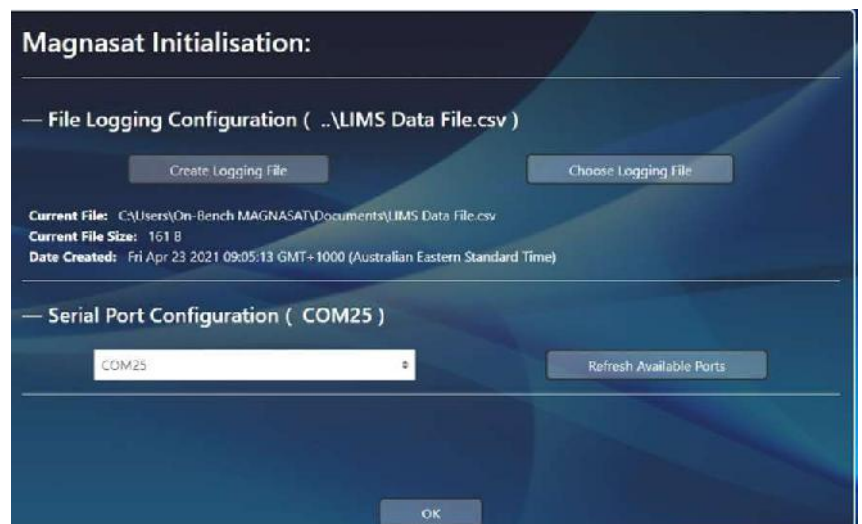 Magnasat Initialisation:
— File Logging Configuration ( ..\LIMS Data File.csv )
Create Logging File Choose Logging File
Current File: C:\Users\On-Bench MAGNASAT\Documents\LIMS Data File.csv
Current File Size: 161 B
Date Created: Fri Apr 23 2021 09:05:13 GMT+1000 (Australian Eastern Standard Time)
— Serial Port Configuration ( COM25 )
COM25 Refresh Available Ports
OK